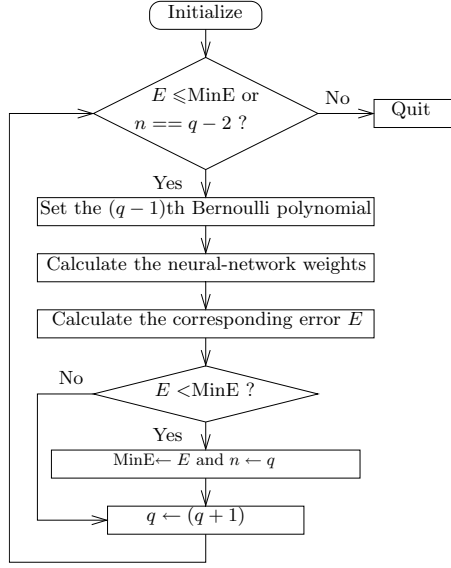 Initialize
E ⩽MinE or
n == q − 2 ?
No
Quit
Yes
Set the (q − 1)th Bernoulli polynomial
Calculate the neural-network weights
Calculate the corresponding error E
No
E <MinE ?
Yes
MinE← E and n ← q
q ← (q + 1)